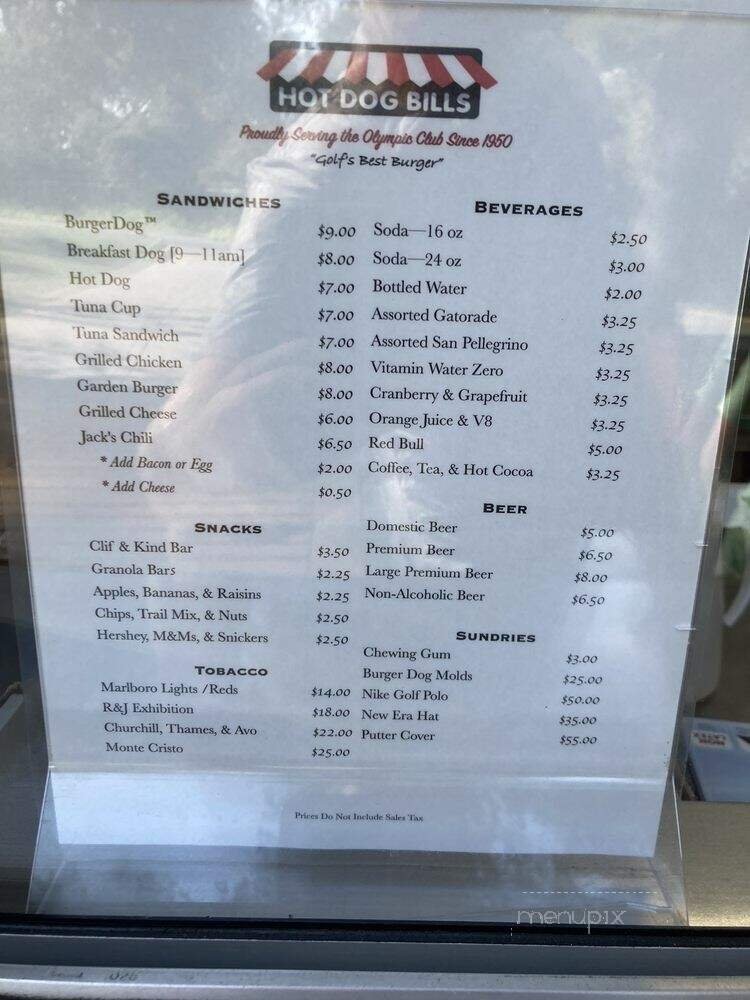 HOT DOG BILLS
Proudly Serving the Olympic Club Since 1950
"Golf's Best Burger"
SANDWICHES
BurgerDog™ $9.00
Breakfast Dog [9—11am] $8.00
Hot Dog $7.00
Tuna Cup $7.00
Tuna Sandwich $7.00
Grilled Chicken $8.00
Garden Burger $8.00
Grilled Cheese $6.00
Jack's Chili $6.50
* Add Bacon or Egg $2.00
* Add Cheese $0.50
SNACKS
Clif & Kind Bar $3.50
Granola Bars $2.25
Apples, Bananas, & Raisins $2.25
Chips, Trail Mix, & Nuts $2.50
Hershey, M&Ms, & Snickers $2.50
TOBACCO
Marlboro Lights /Reds $14.00
R&J Exhibition $18.00
Churchill, Thames, & Avo $22.00
Monte Cristo $25.00
BEVERAGES
Soda—16 oz $2.50
Soda—24 oz $3.00
Bottled Water $2.00
Assorted Gatorade $3.25
Assorted San Pellegrino $3.25
Vitamin Water Zero $3.25
Cranberry & Grapefruit $3.25
Orange Juice & V8 $3.25
Red Bull $5.00
Coffee, Tea, & Hot Cocoa $3.25
BEER
Domestic Beer $5.00
Premium Beer $6.50
Large Premium Beer $8.00
Non-Alcoholic Beer $6.50
SUNDRIES
Chewing Gum $3.00
Burger Dog Molds $25.00
Nike Golf Polo $50.00
New Era Hat $35.00
Putter Cover $55.00
Prices Do Not Include Sales Tax
menupix